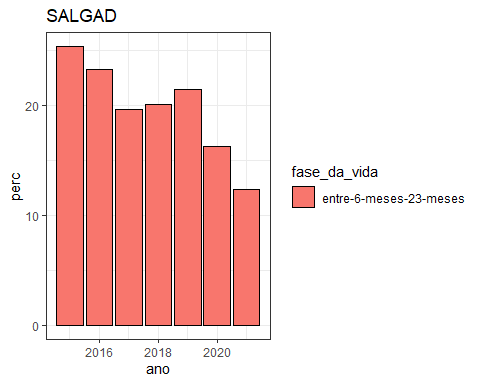 SALGAD
perc
20
10
0
2016 2018 2020
ano
fase_da_vida
entre-6-meses-23-meses